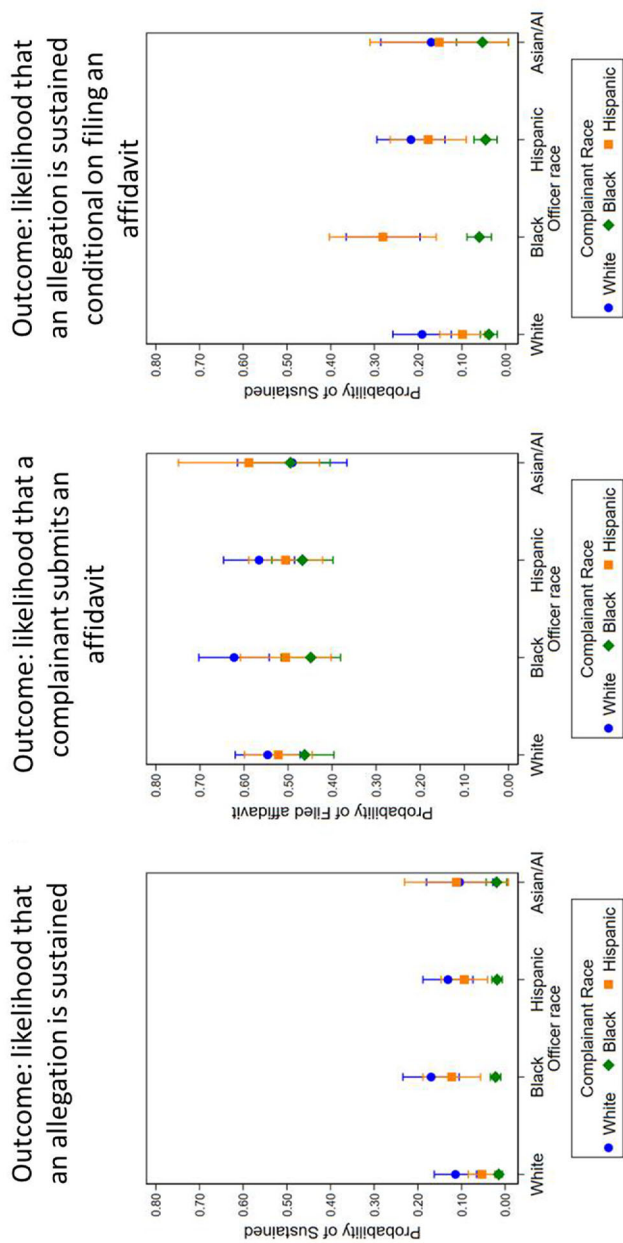 Outcome: likelihood that
an allegation is sustained
Probability of Sustained
0.80
0.70
0.60
0.50
0.40
0.30
0.20
0.10
0.00
White
Black
Hispanic
Asian/AI
Officer race
Complainant Race
White
Black
Hispanic
Outcome: likelihood that a
complainant submits an
affidavit
Probability of Filed affidavit
0.80
0.70
0.60
0.50
0.40
0.30
0.20
0.10
0.00
White
Black
Hispanic
Asian/AI
Officer race
Complainant Race
White
Black
Hispanic
Outcome: likelihood that
an allegation is sustained
conditional on filing an
affidavit
Probability of Sustained
0.80
0.70
0.60
0.50
0.40
0.30
0.20
0.10
0.00
White
Black
Hispanic
Asian/AI
Officer race
Complainant Race
White
Black
Hispanic